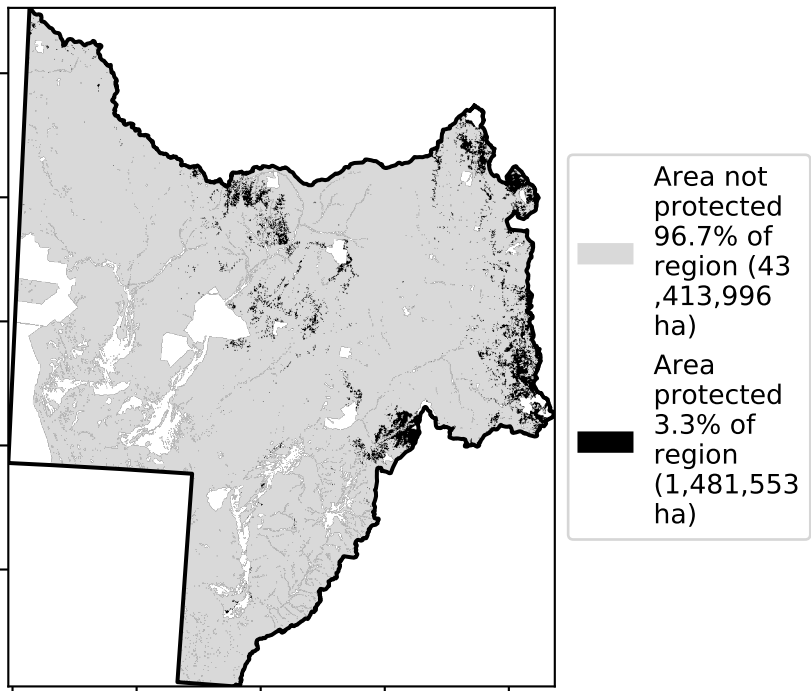 Area not
protected
96.7% of
region (43
,413,996
ha)
Area
protected
3.3% of
region
(1,481,553
ha)